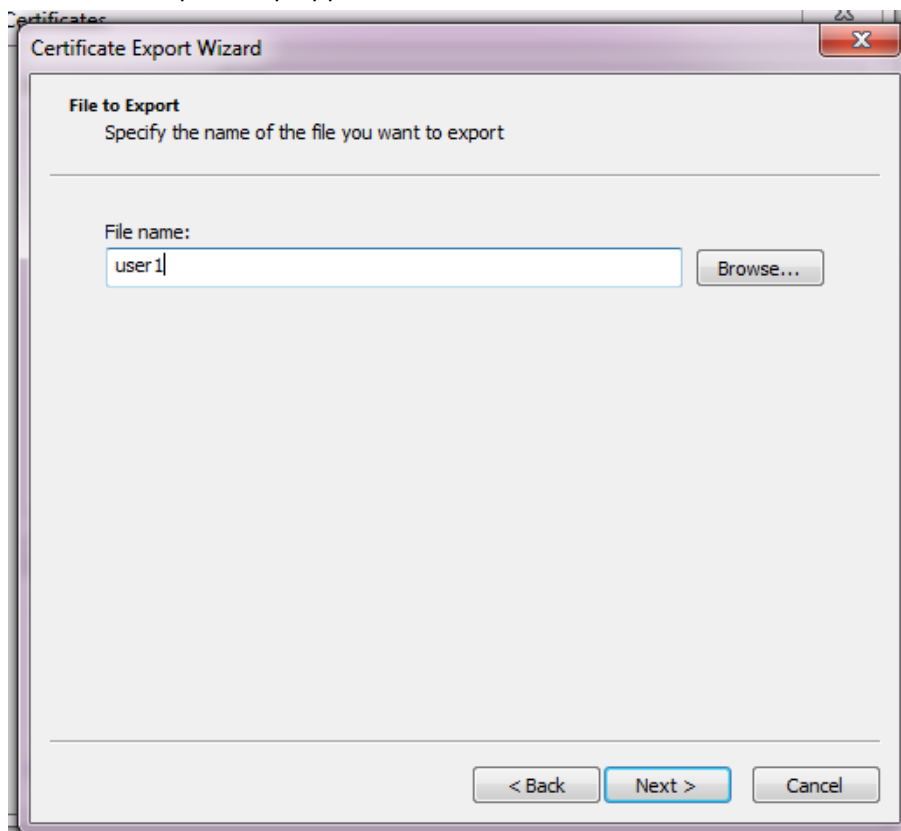 Certificates
Certificate Export Wizard
File to Export
Specify the name of the file you want to export
File name:
user1
Browse...
< Back
Next >
Cancel